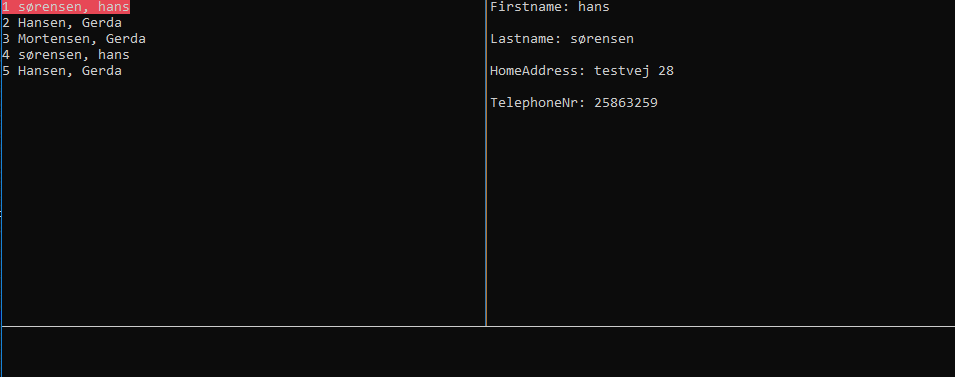 1 sørensen, hans
2 Hansen, Gerda
3 Mortensen, Gerda
4 sørensen, hans
5 Hansen, Gerda
Firstname: hans
Lastname: sørensen
HomeAddress: testvej 28
TelephoneNr: 25863259